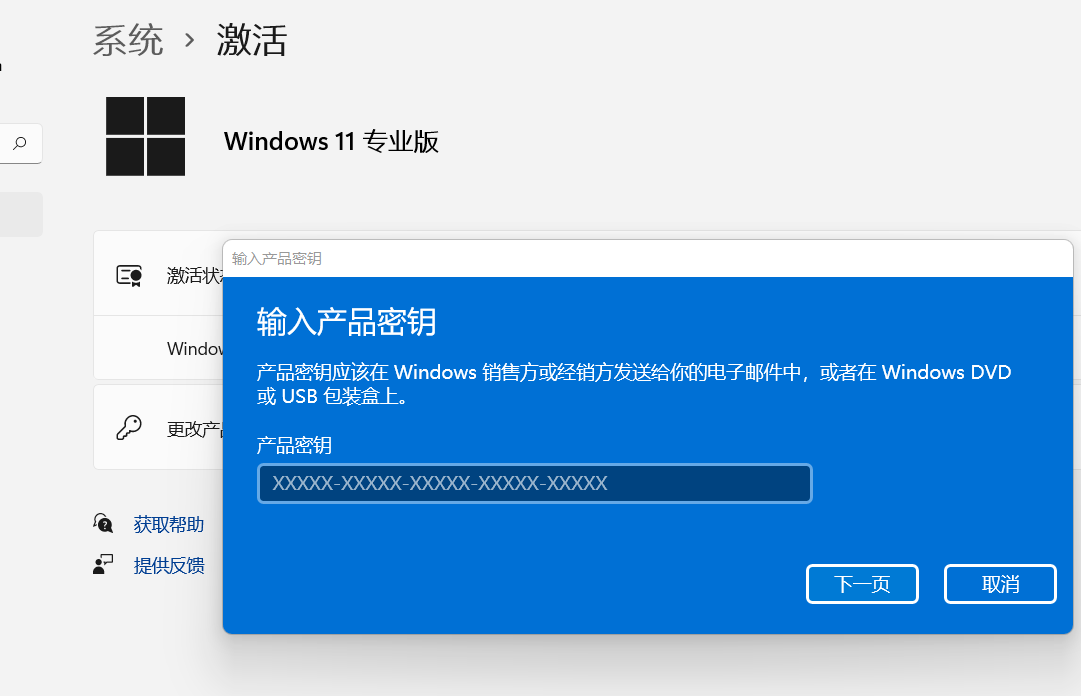 系统 › 激活
Windows 11 专业版
输入产品密钥
激活状
输入产品密钥
Window
产品密钥应该在 Windows 销售方或经销方发送给你的电子邮件中，或者在 Windows DVD
或 USB 包装盒上。
更改产
产品密钥
XXXXX-XXXXX-XXXXX-XXXXX-XXXXX
获取帮助
提供反馈
下一页
取消